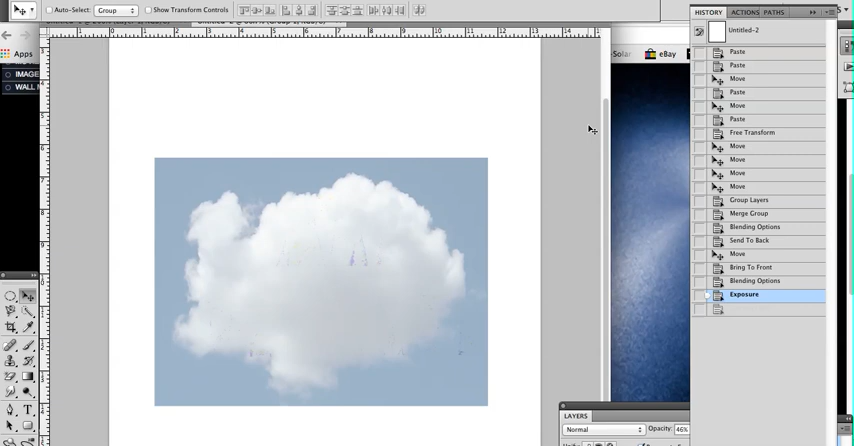 Auto-Select: Group Show Transform Controls
HISTORY ACTIONS PATHS
Untitled-2
Apps
Solar eBay
IMAGE
WALL
Paste
Paste
Move
Paste
Move
Paste
Free Transform
Move
Move
Move
Move
Group Layers
Merge Group
Blending Options
Send To Back
Move
Bring To Front
Blending Options
Exposure
LAYERS
Normal Opacity: 46%